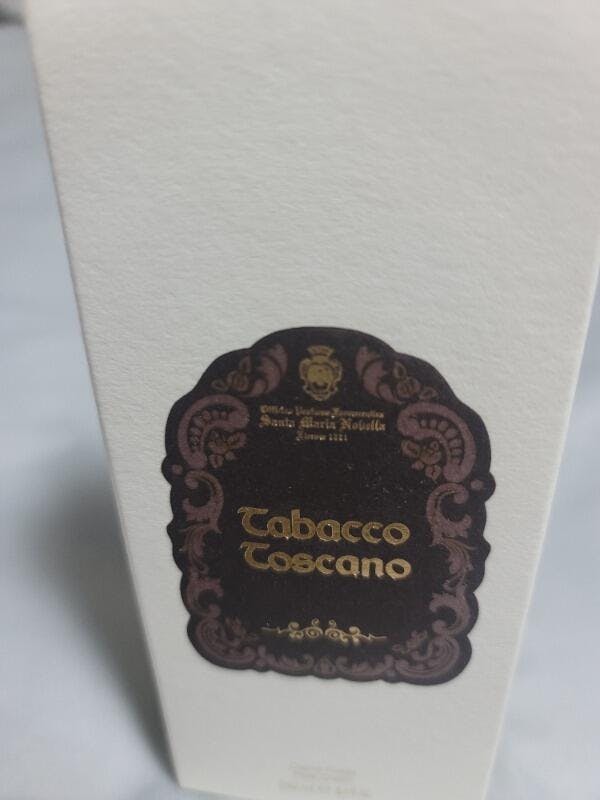 Officina Profumo Farmaceutica
Santa Maria Novella
Firenze 1221
Tabacco
Toscano